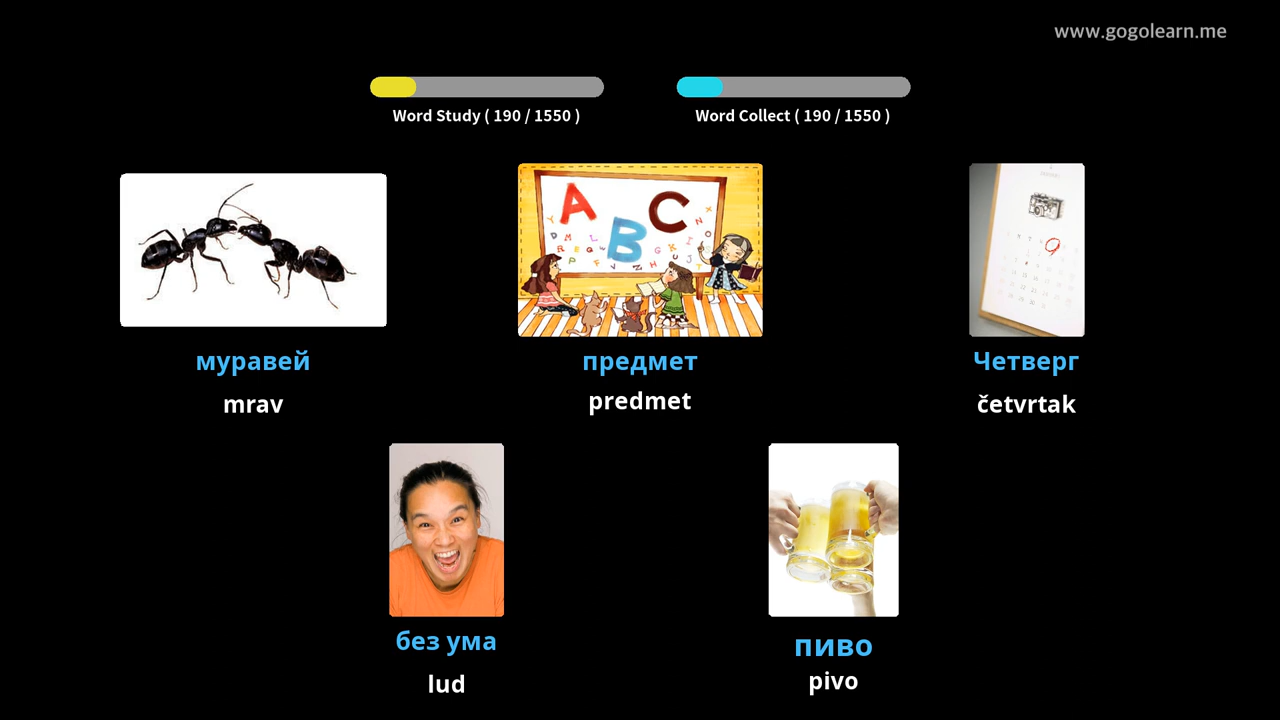 www.gogolearn.me
Word Study ( 190 / 1550 )
Word Collect ( 190 / 1550 )
A B C
муравей
предмет
Четверг
mrav
predmet
četvrtak
без ума
пиво
lud
pivo